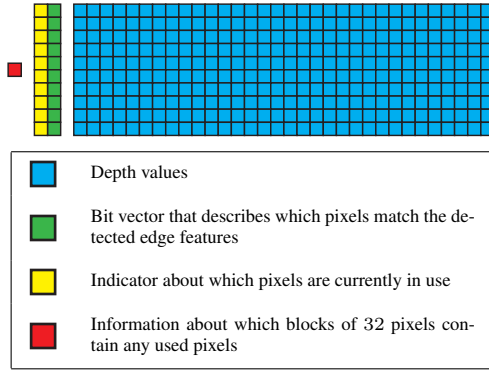 Depth values
Bit vector that describes which pixels match the de-
tected edge features
Indicator about which pixels are currently in use
Information about which blocks of 32 pixels con-
tain any used pixels